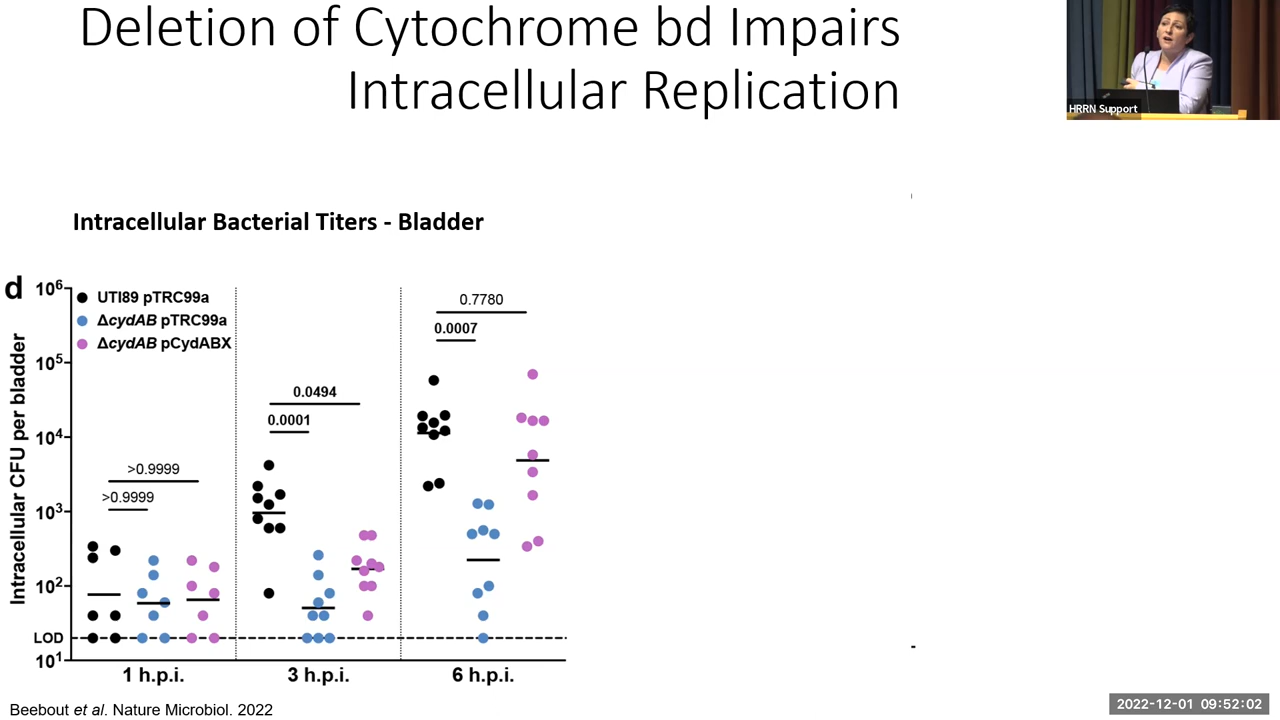 Deletion of Cytochrome bd Impairs
Intracellular Replication
HRRN Support
Intracellular Bacterial Titers - Bladder
d
Intracellular CFU per bladder
10⁶
10⁵
10⁴
10³
10²
LOD
10¹
UTI89 pTRC99a
ΔcydAB pTRC99a
ΔcydAB pCydABX
>0.9999
>0.9999
0.0494
0.0001
0.7780
0.0007
1 h.p.i.
3 h.p.i.
6 h.p.i.
Beebout et al. Nature Microbiol. 2022
2022-12-01 09:52:02